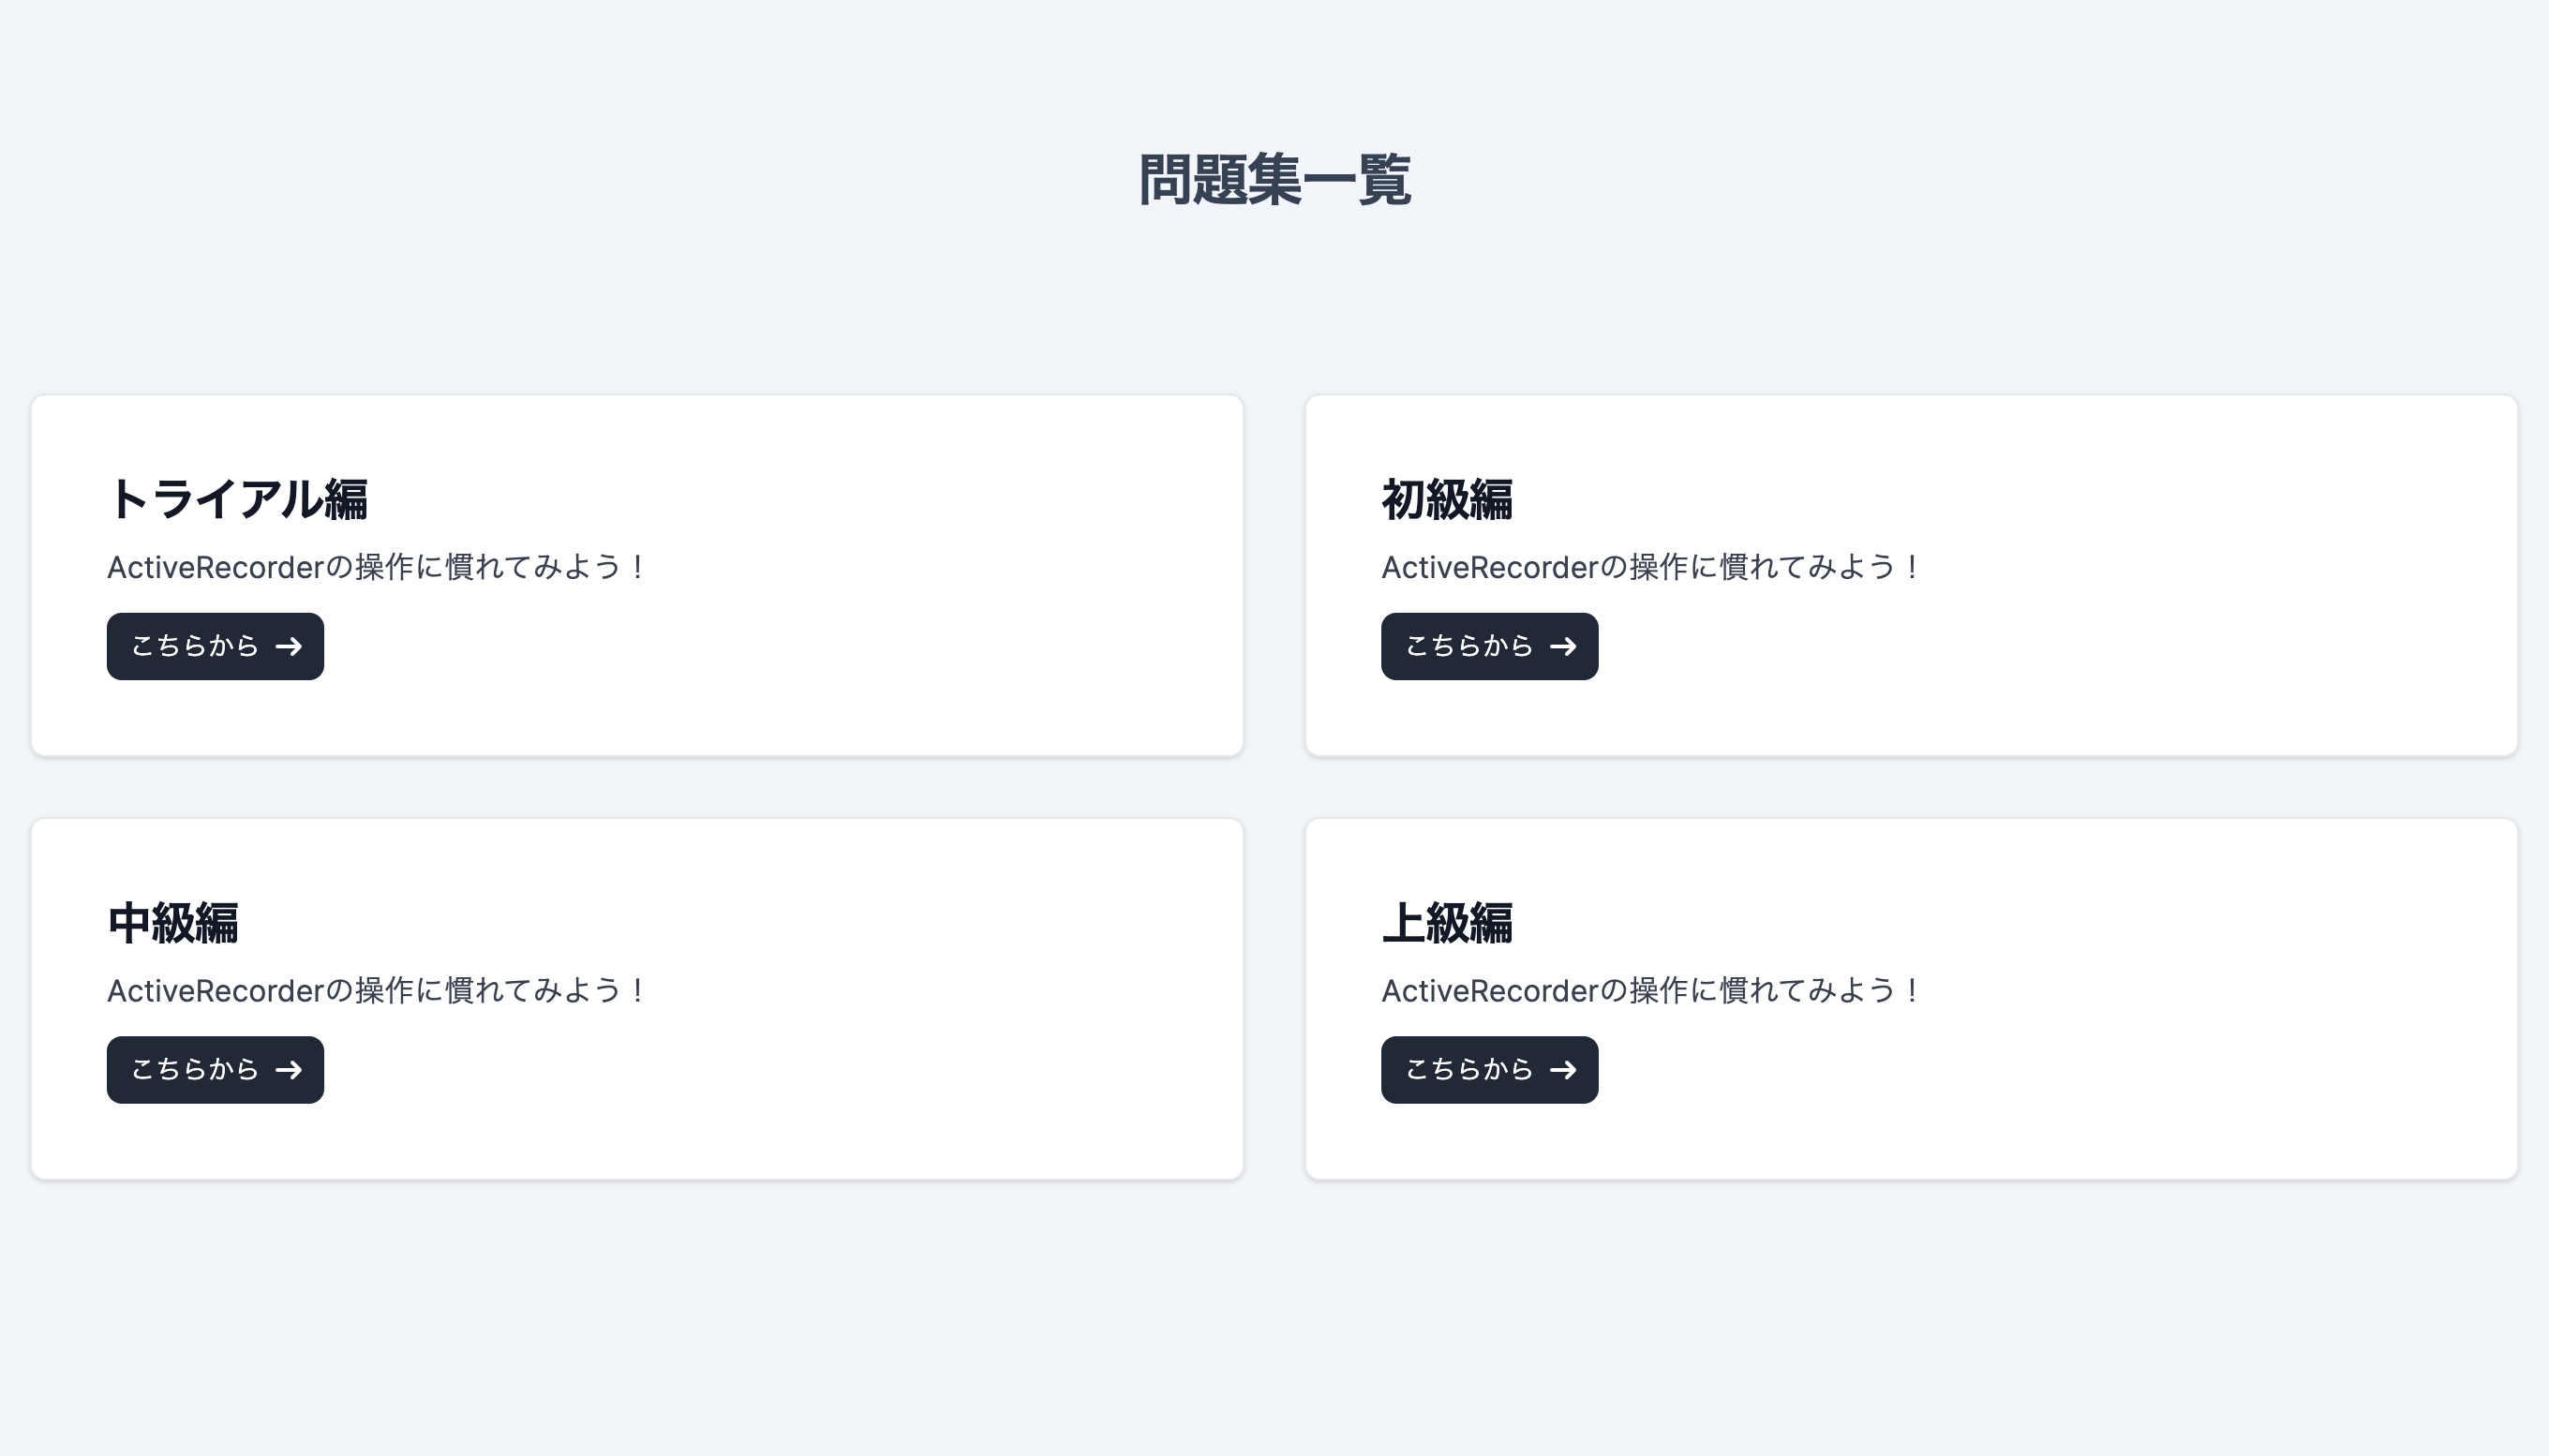 問題集一覧
トライアル編
ActiveRecorderの操作に慣れてみよう！
こちらから →
初級編
ActiveRecorderの操作に慣れてみよう！
こちらから →
中級編
ActiveRecorderの操作に慣れてみよう！
こちらから →
上級編
ActiveRecorderの操作に慣れてみよう！
こちらから →